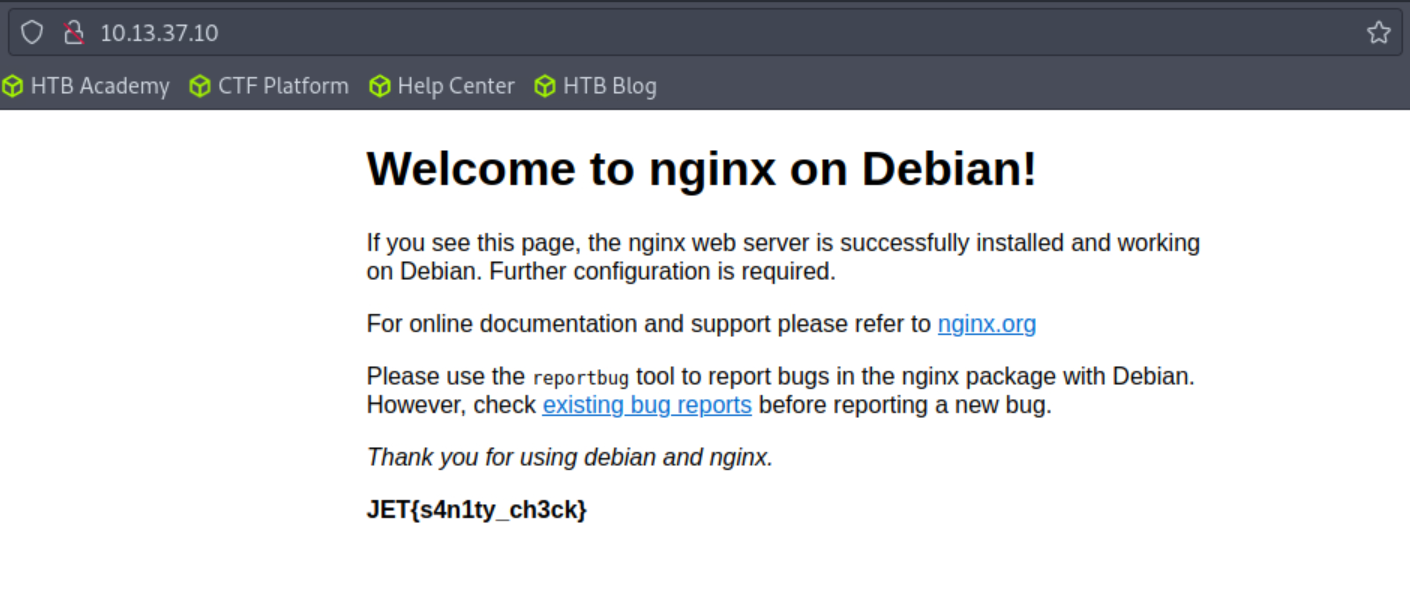 10.13.37.10
HTB Academy CTF Platform Help Center HTB Blog
Welcome to nginx on Debian!
If you see this page, the nginx web server is successfully installed and working
on Debian. Further configuration is required.
For online documentation and support please refer to nginx.org
Please use the reportbug tool to report bugs in the nginx package with Debian.
However, check existing bug reports before reporting a new bug.
Thank you for using debian and nginx.
JET{s4n1ty_ch3ck}